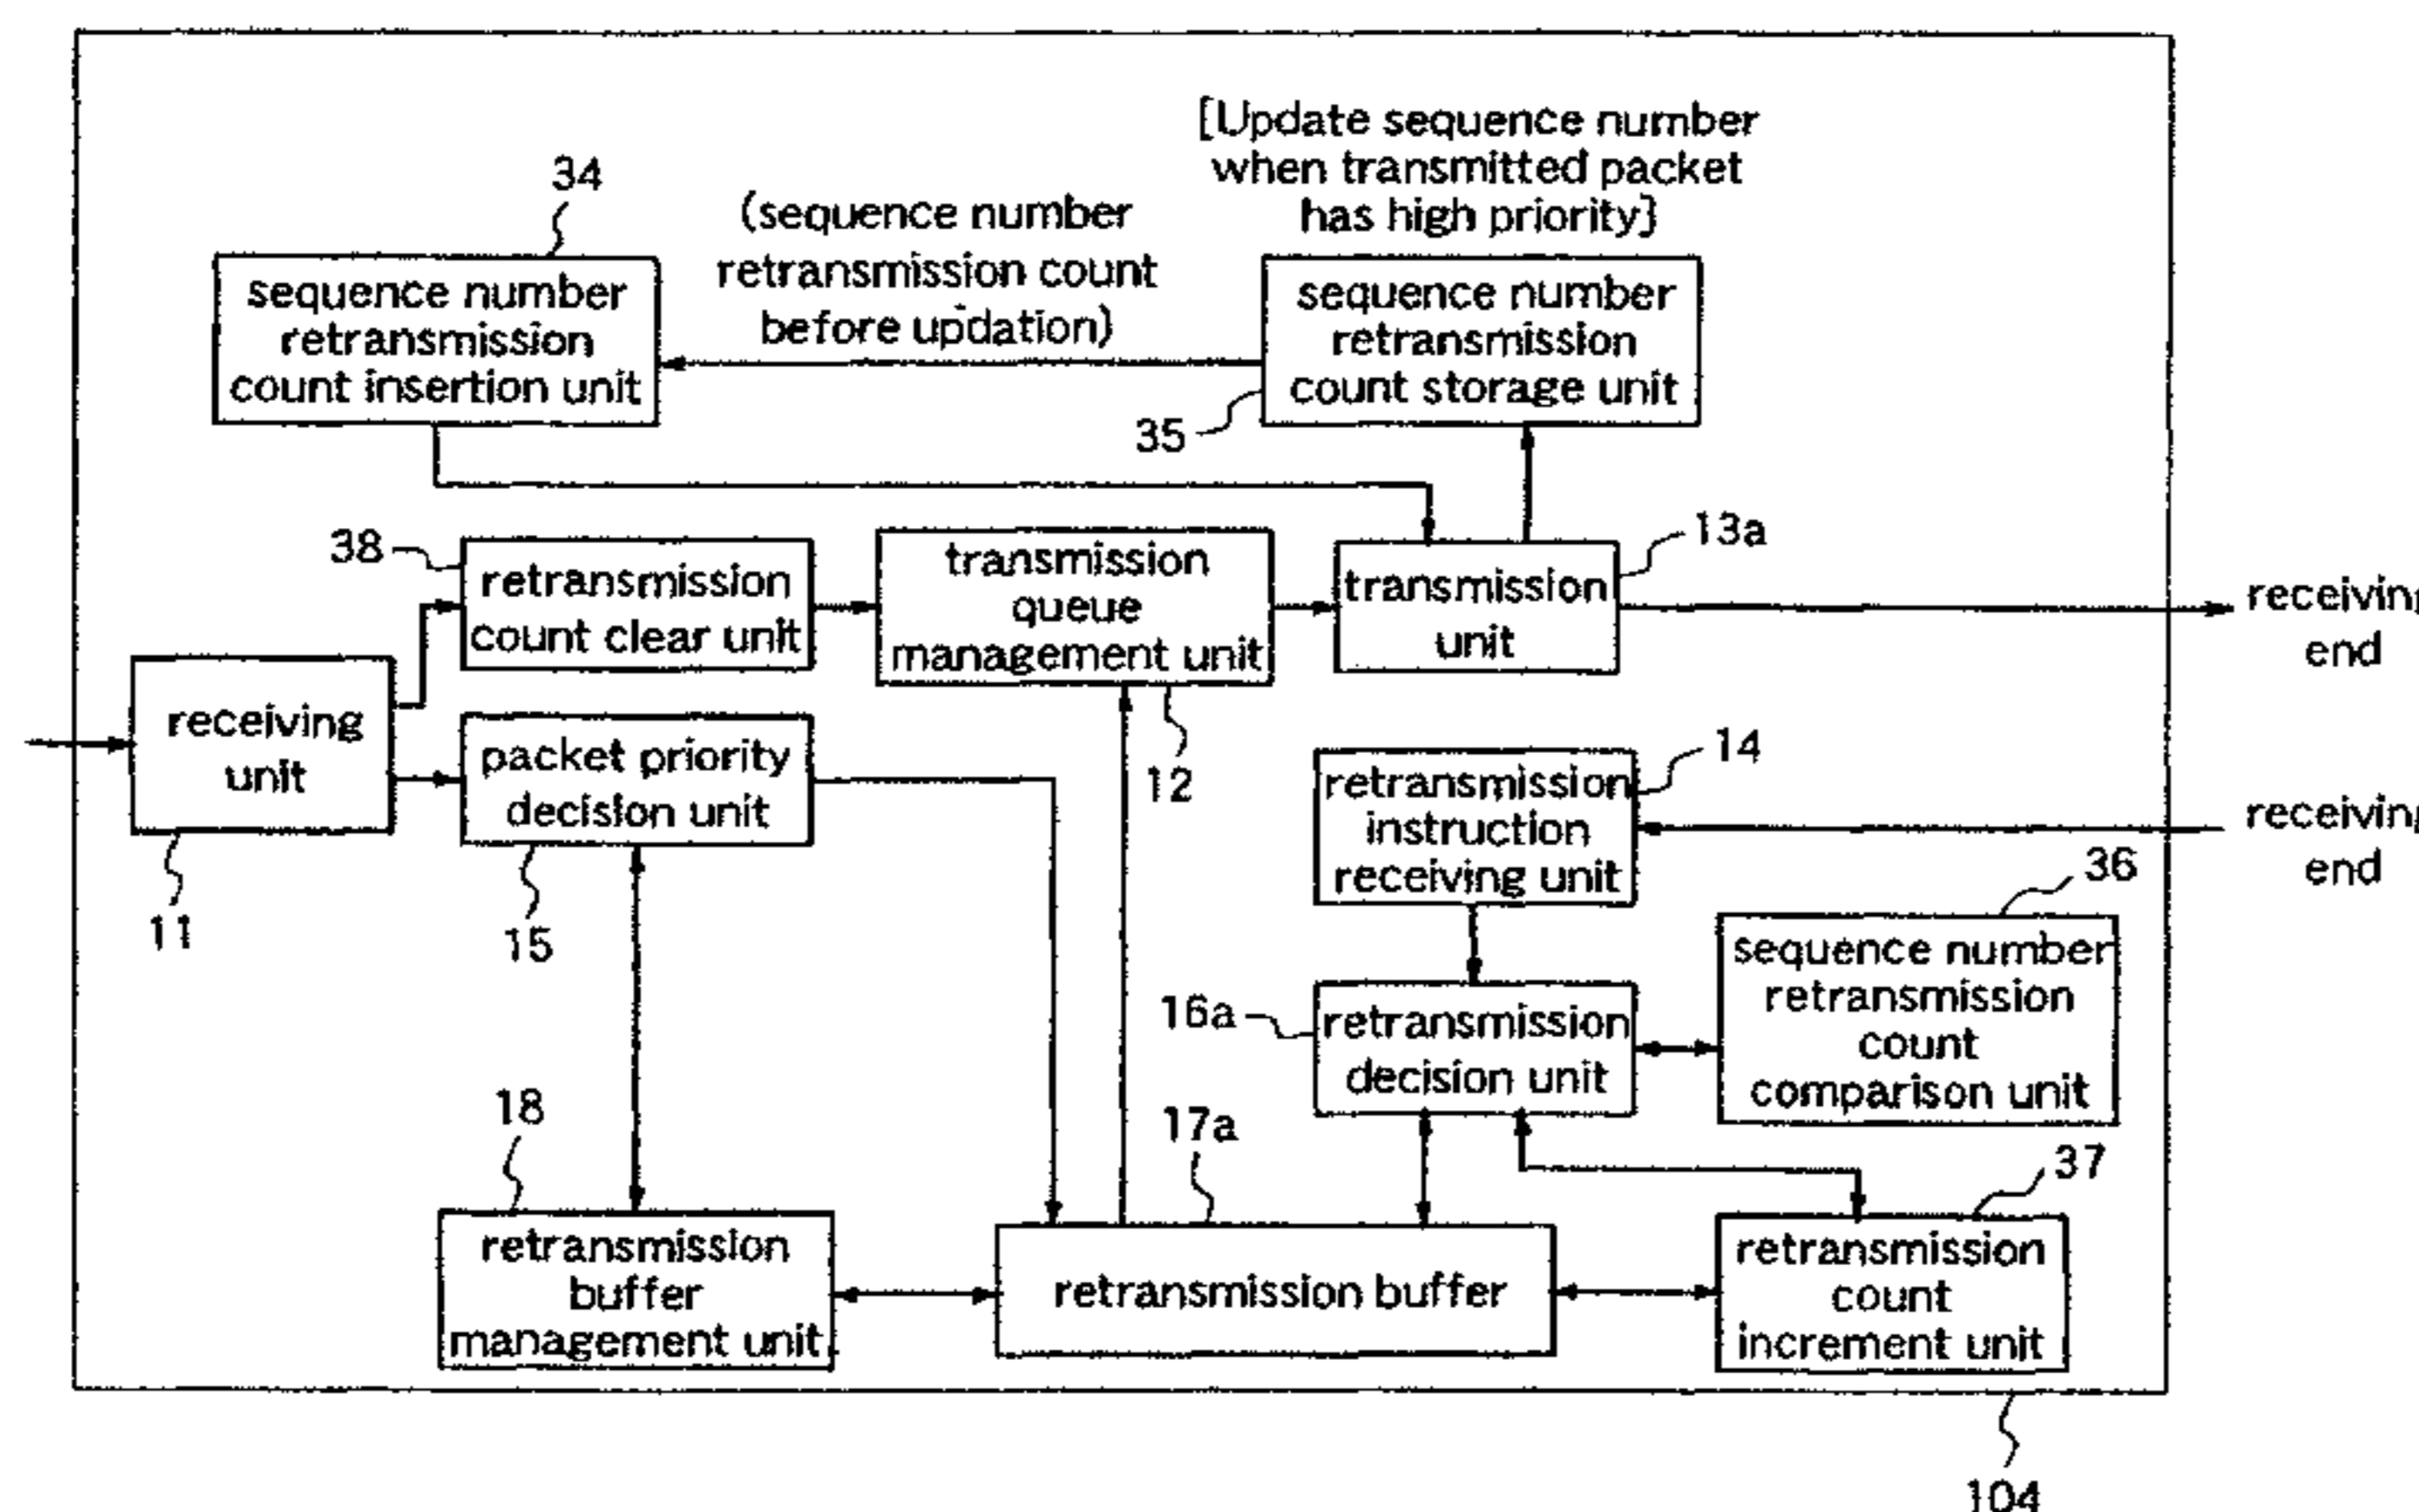 [Update sequence number
when transmitted packet
has high priority}
34
(sequence number
retransmission count
before updation)
sequence number
retransmission
count insertion unit
sequence number
retransmission
count storage unit
35
38
retransmission
count clear unit
transmission
queue
management unit
13a
transmission
unit
receiving
end
receiving
unit
packet priority
decision unit
12
14
retransmission
instruction
receiving unit
receiving
end
11
15
36
sequence number
retransmission
count
comparison unit
16a
retransmission
decision unit
18
17a
37
retransmission
buffer
management unit
retransmission buffer
retransmission
count
increment unit
104